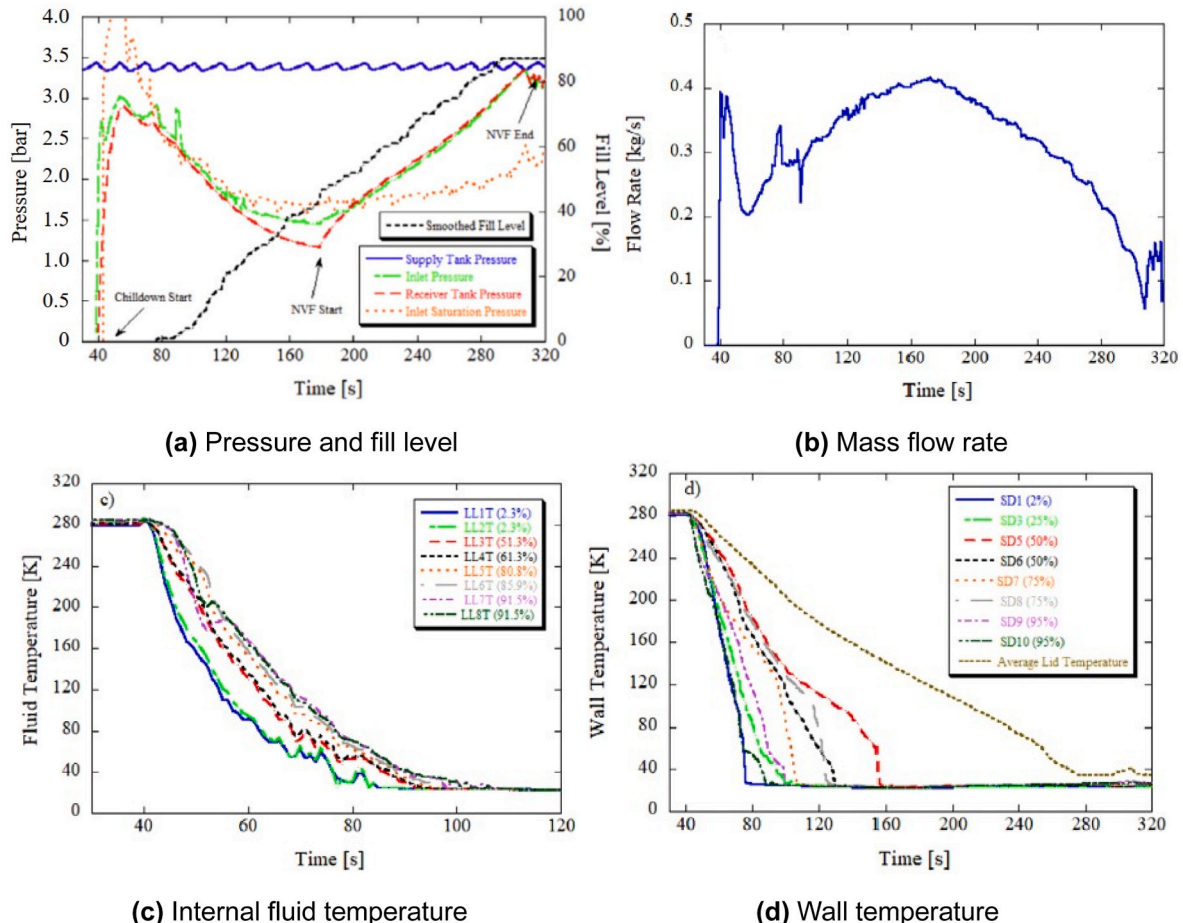 4.0
3.5
3.0
2.5
2.0
1.5
1.0
0.5
0
Pressure [bar]
100
80
60
40
20
0
Fill Level [%]
NVF End
Smoothed Fill Level
Supply Tank Pressure
Inlet Pressure
Receiver Tank Pressure
Inlet Saturation Pressure
Chilldown Start
NVF Start
40 80 120 160 200 240 280 320
Time [s]
(a) Pressure and fill level
0.5
0.4
0.3
0.2
0.1
0
Flow Rate [kg/s]
40 80 120 160 200 240 280 320
Time [s]
(b) Mass flow rate
c)
320
280
240
200
160
120
80
40
0
Fluid Temperature [K]
LL1T (2.3%)
LL2T (2.3%)
LL3T (51.3%)
LL4T (61.3%)
LL5T (80.8%)
LL6T (85.9%)
LL7T (91.5%)
LL8T (91.5%)
40 60 80 100 120
Time [s]
(c) Internal fluid temperature
d)
320
280
240
200
160
120
80
40
0
Wall Temperature [K]
SD1 (2%)
SD3 (25%)
SD5 (50%)
SD6 (50%)
SD7 (75%)
SD8 (75%)
SD9 (95%)
SD10 (95%)
Average Lid Temperature
40 80 120 160 200 240 280 320
Time [s]
(d) Wall temperature